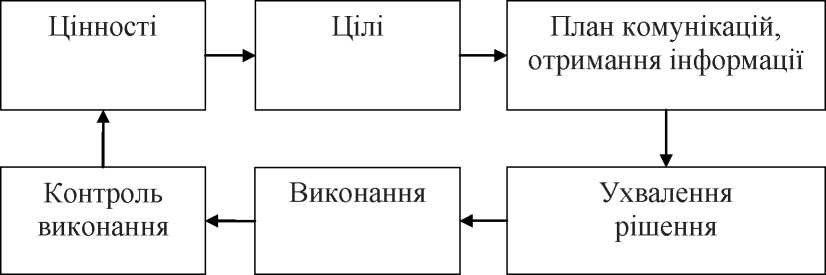 Цінності
Цілі
План комунікацій,
отримання інформації
Контроль
виконання
Виконання
Ухвалення
рішення